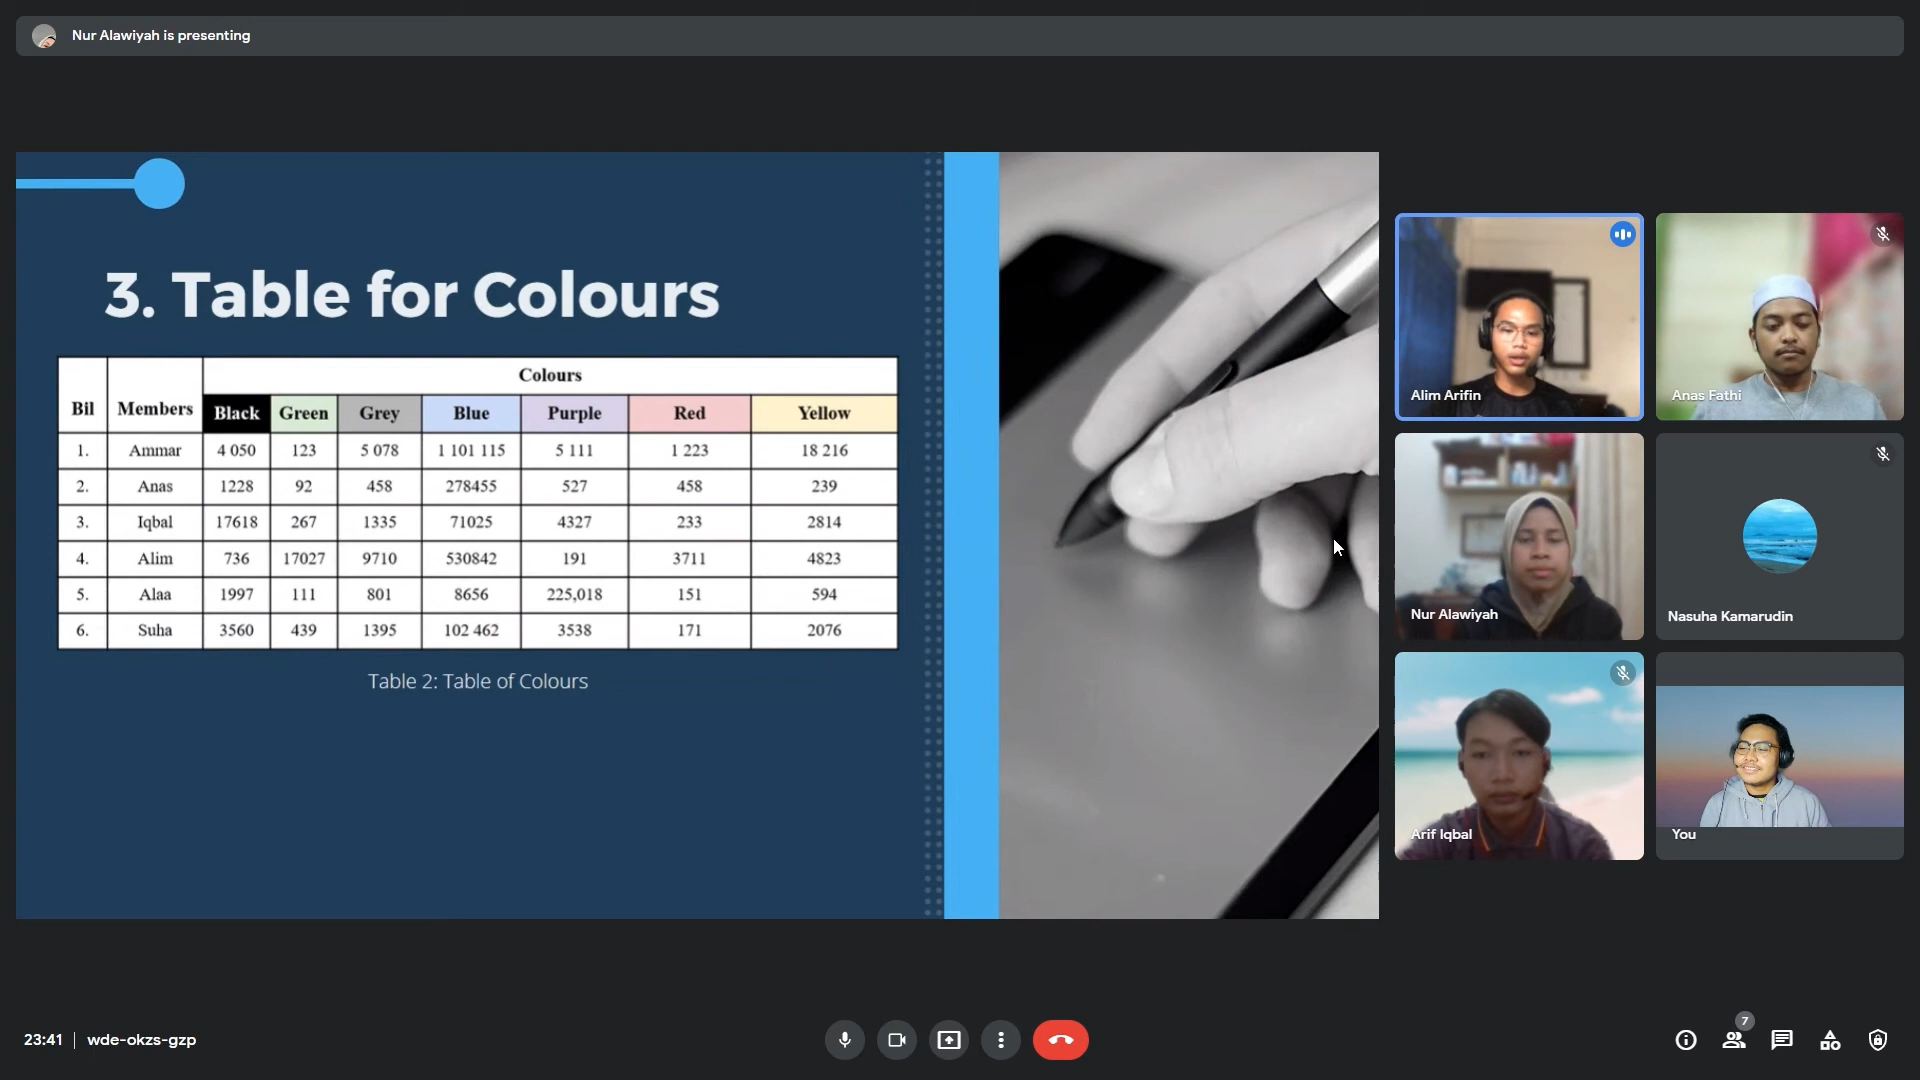 Nur Alawiyah is presenting
3. Table for Colours
Bil Members Colours
Black Green Grey Blue Purple Red Yellow
1. Ammar 4 050 123 5 078 1 101 115 5 111 1 223 18 216
2. Anas 1228 92 458 278455 527 458 239
3. Iqbal 17618 267 1335 71025 4327 233 2814
4. Alim 736 17027 9710 530842 191 3711 4823
5. Alaa 1997 111 801 8656 225,018 151 594
6. Suha 3560 439 1395 102 462 3538 171 2076
Table 2: Table of Colours
Alim Arifin
Anas Fathi
Nur Alawiyah
Nasuha Kamarudin
Arif Iqbal
You
23:41 | wde-okzs-gzp
7